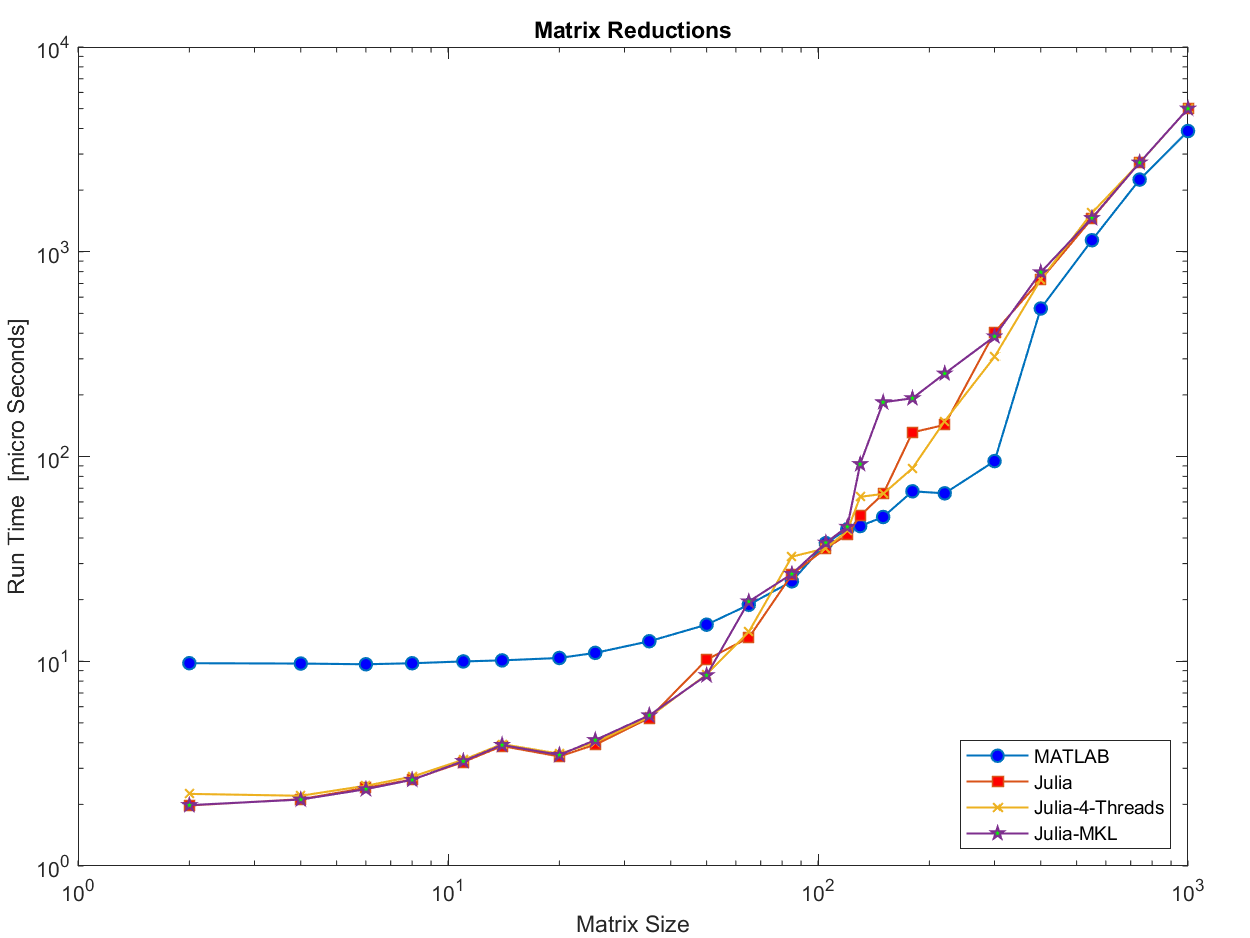 Matrix Reductions
10^4
10^3
10^2
10^1
10^0
Run Time [micro Seconds]
10^0 10^1 10^2 10^3
Matrix Size
MATLAB
Julia
Julia-4-Threads
Julia-MKL